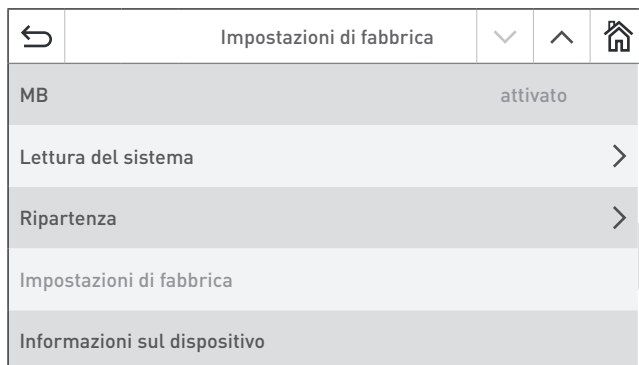 Impostazioni di fabbrica
MB attivato
Lettura del sistema
Ripartenza
Impostazioni di fabbrica
Informazioni sul dispositivo